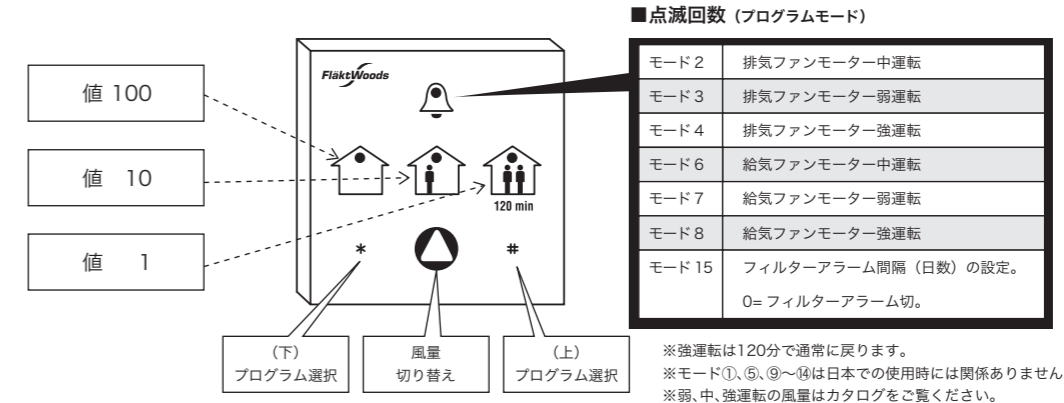 ■点滅回数（プログラムモード）
値 100
値 10
値 1
FläktWoods
120 min
*
#
（下）
プログラム選択
風量
切り替え
（上）
プログラム選択
モード2 排気ファンモーター中運転
モード3 排気ファンモーター弱運転
モード4 排気ファンモーター強運転
モード6 給気ファンモーター中運転
モード7 給気ファンモーター弱運転
モード8 給気ファンモーター強運転
モード15 フィルターアラーム間隔（日数）の設定。
0=フィルターアラーム切。
※強運転は120分で通常に戻ります。
※モード①、⑤、⑨～⑭は日本での使用時には関係ありません
※弱、中、強運転の風量はカタログをご覧ください。